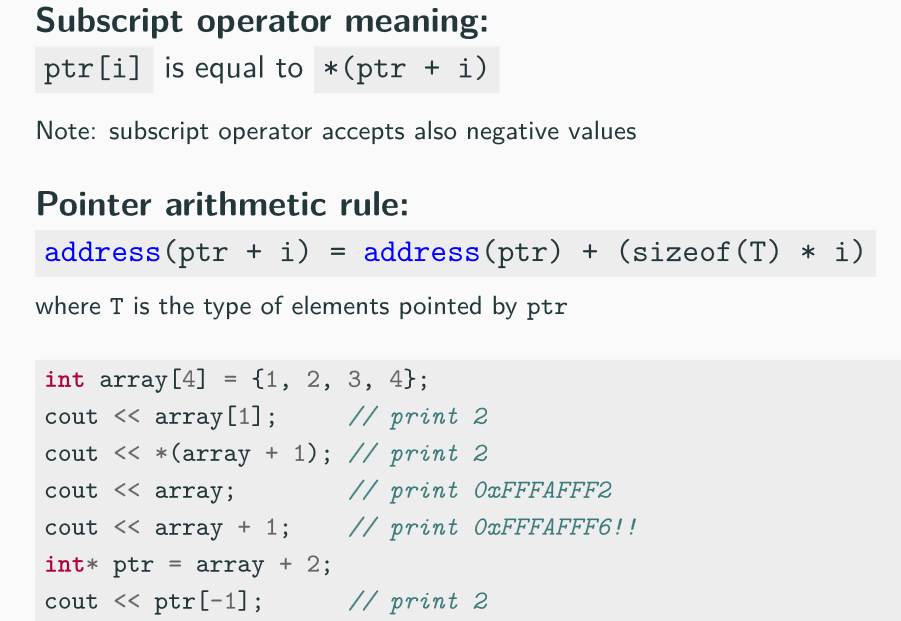 Subscript operator meaning:
ptr[i] is equal to *(ptr + i)
Note: subscript operator accepts also negative values
Pointer arithmetic rule:
address(ptr + i) = address(ptr) + (sizeof(T) * i)
where T is the type of elements pointed by ptr
int array[4] = {1, 2, 3, 4};
cout << array[1];     // print 2
cout << *(array + 1); // print 2
cout << array;        // print 0xFFFAFFF2
cout << array + 1;    // print 0xFFFAFFF6!!
int* ptr = array + 2;
cout << ptr[-1];      // print 2